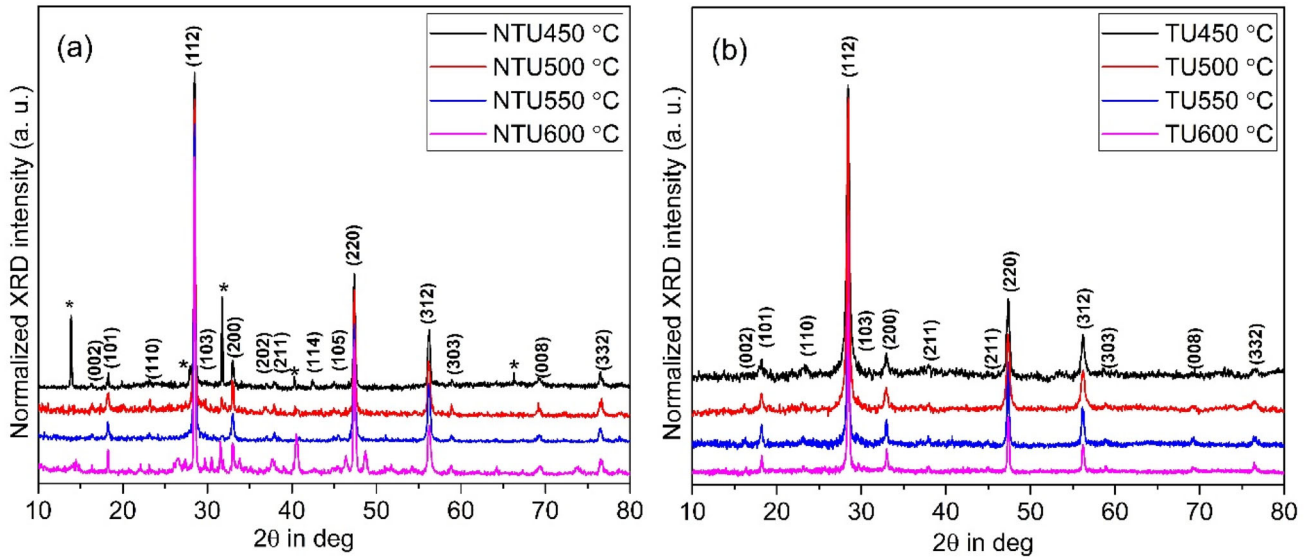 (a)
NTU450 °C
NTU500 °C
NTU550 °C
NTU600 °C
(112)
(220)
(312)
*
*
(002)
(101)
(110)
*
(103)
(200)
(202)
(211)
*
(114)
(105)
(303)
*
(008)
(332)
Normalized XRD intensity (a. u.)
10 20 30 40 50 60 70 80
2θ in deg
(b)
TU450 °C
TU500 °C
TU550 °C
TU600 °C
(112)
(220)
(312)
(002)
(101)
(110)
(103)
(200)
(211)
(211)
(303)
(008)
(332)
Normalized XRD intensity (a. u.)
10 20 30 40 50 60 70 80
2θ in deg